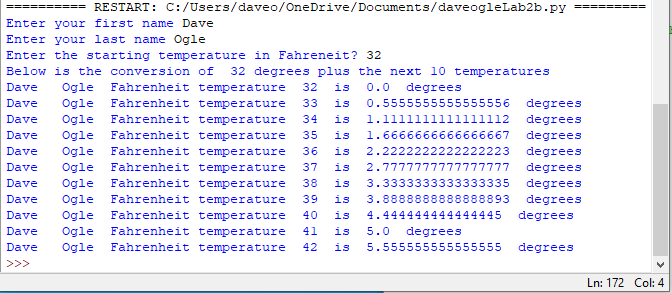 ========== RESTART: C:/Users/daveo/OneDrive/Documents/daveogleLab2b.py =========
Enter your first name Dave
Enter your last name Ogle
Enter the starting temperature in Fahreneit? 32
Below is the conversion of  32 degrees plus the next 10 temperatures
Dave   Ogle  Fahrenheit temperature  32  is  0.0  degrees
Dave   Ogle  Fahrenheit temperature  33  is  0.5555555555555556  degrees
Dave   Ogle  Fahrenheit temperature  34  is  1.1111111111111112  degrees
Dave   Ogle  Fahrenheit temperature  35  is  1.6666666666666667  degrees
Dave   Ogle  Fahrenheit temperature  36  is  2.2222222222222223  degrees
Dave   Ogle  Fahrenheit temperature  37  is  2.7777777777777777  degrees
Dave   Ogle  Fahrenheit temperature  38  is  3.3333333333333335  degrees
Dave   Ogle  Fahrenheit temperature  39  is  3.8888888888888893  degrees
Dave   Ogle  Fahrenheit temperature  40  is  4.444444444444445  degrees
Dave   Ogle  Fahrenheit temperature  41  is  5.0  degrees
Dave   Ogle  Fahrenheit temperature  42  is  5.555555555555555  degrees
>>>
Ln: 172  Col: 4